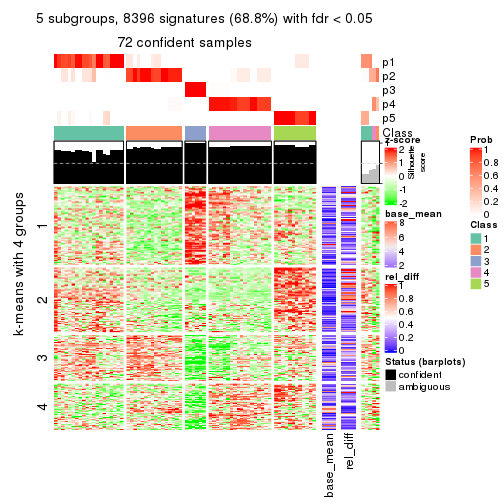 5 subgroups, 8396 signatures (68.8%) with fdr < 0.05
72 confident samples
p1
p2
p3
p4
p5
Class
1
2
3
4
k-means with 4 groups
base_mean
rel_diff
z-score
2
1
0
-1
-2
Silhouette
score
base_mean
8
6
4
2
rel_diff
1
0.8
0.6
0.4
0.2
0
Status (barplots)
confident
ambiguous
Prob
1
0.8
0.6
0.4
0.2
0
Class
1
2
3
4
5